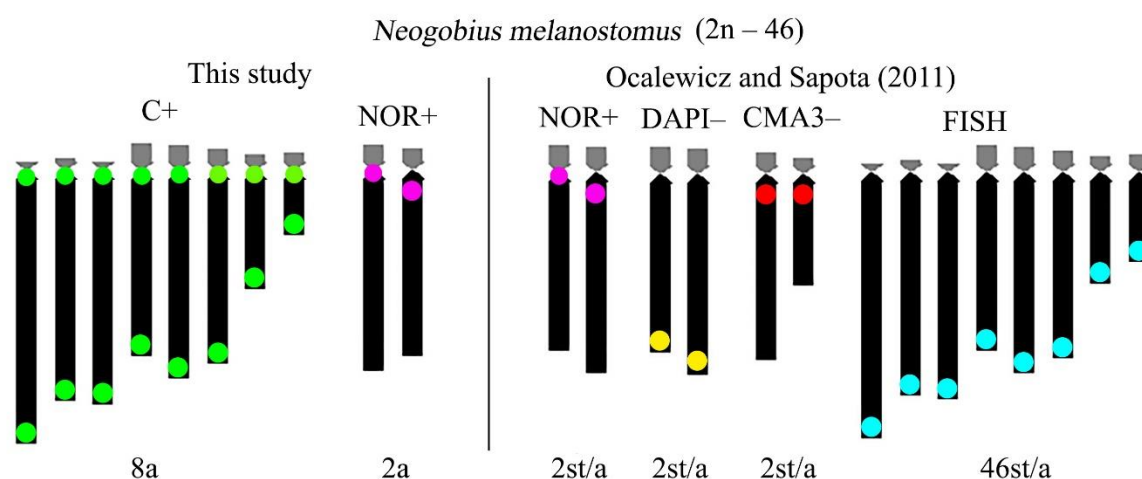 Neogobius melanostomus (2n – 46)
This study
Ocalewicz and Sapota (2011)
C+
NOR+
NOR+
DAPI–
CMA3–
FISH
8a
2a
2st/a
2st/a
2st/a
46st/a